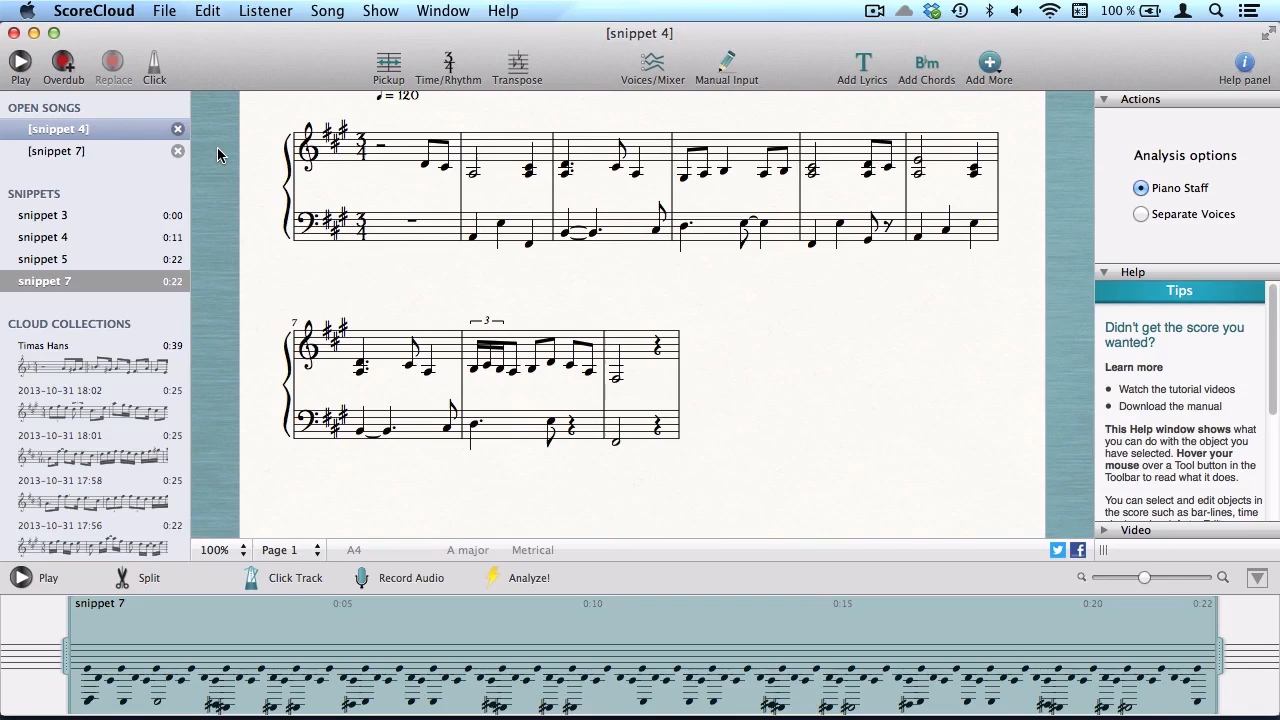 ScoreCloud File Edit Listener Song Show Window Help 100 %
[snippet 4]
Play Overdub Replace Click Pickup Time/Rhythm Transpose Voices/Mixer Manual Input Add Lyrics Add Chords Add More Help panel
OPEN SONGS
[snippet 4]
[snippet 7]
SNIPPETS
snippet 3 0:00
snippet 4 0:11
snippet 5 0:22
snippet 7 0:22
CLOUD COLLECTIONS
Timas Hans 0:39
2013-10-31 18:02 0:25
2013-10-31 18:01 0:25
2013-10-31 17:58 0:25
2013-10-31 17:56 0:22
= 120
3
4
3
4
7
3
Actions
Analysis options
Piano Staff
Separate Voices
Help
Tips
Didn't get the score you
want­ed?
Learn more
• Watch the tutorial videos
• Download the manual
This Help window shows what
you can do with the object you
have selected. Hover your
mouse over a Tool button in the
Toolbar to read what it does.
You can select and edit objects in
the score such as bar-lines, time
Video
100% Page 1 A4 A major Metrical
Play Split Click Track Record Audio Analyze!
snippet 7 0:05 0:10 0:15 0:20 0:22